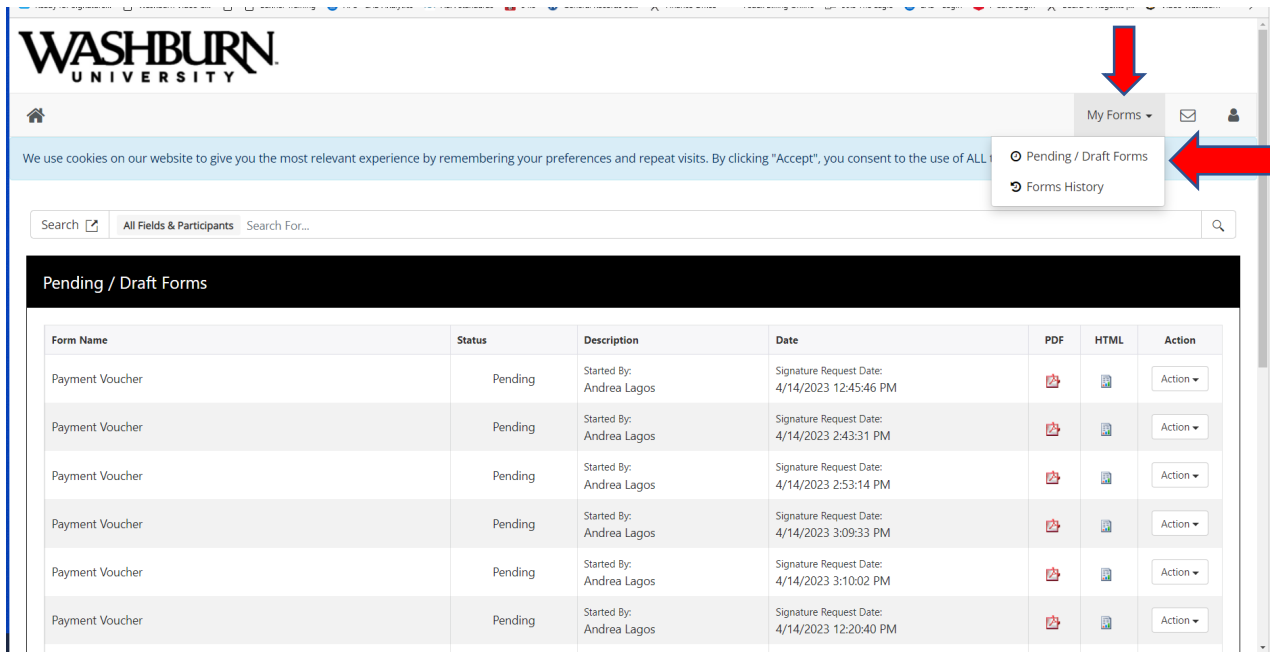 WASHBURN
UNIVERSITY
My Forms
We use cookies on our website to give you the most relevant experience by remembering your preferences and repeat visits. By clicking "Accept", you consent to the use of ALL
Pending / Draft Forms
Forms History
Search All Fields & Participants Search For...
Pending / Draft Forms
Form Name Status Description Date PDF HTML Action
Started By: Signature Request Date:
Payment Voucher Pending Andrea Lagos 4/14/2023 12:45:46 PM Action
Started By: Signature Request Date:
Payment Voucher Pending Andrea Lagos 4/14/2023 2:43:31 PM Action
Started By: Signature Request Date:
Payment Voucher Pending Andrea Lagos 4/14/2023 2:53:14 PM Action
Started By: Signature Request Date:
Payment Voucher Pending Andrea Lagos 4/14/2023 3:09:33 PM Action
Started By: Signature Request Date:
Payment Voucher Pending Andrea Lagos 4/14/2023 3:10:02 PM Action
Started By: Signature Request Date:
Payment Voucher Pending Andrea Lagos 4/14/2023 12:20:40 PM Action